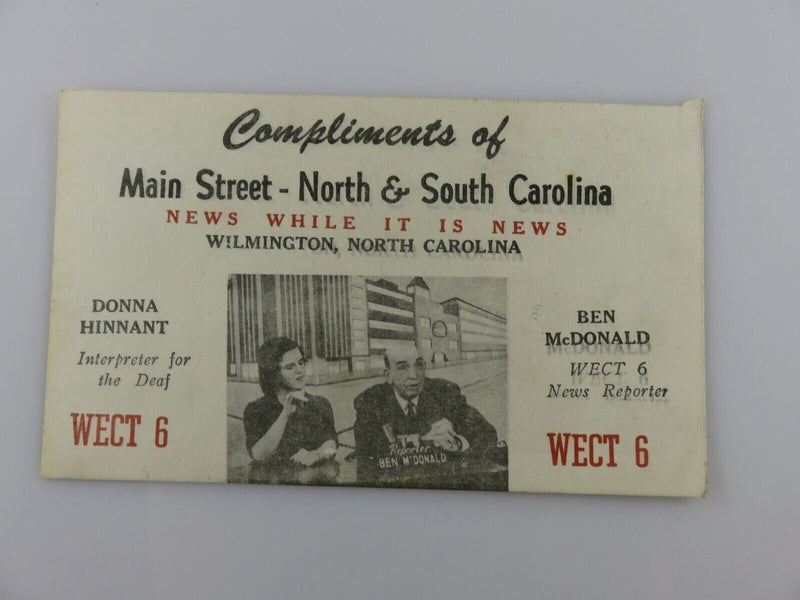 Compliments of
Main Street - North & South Carolina
NEWS WHILE IT IS NEWS
WILMINGTON, NORTH CAROLINA
DONNA
HINNANT
Interpreter for
the Deaf
WECT 6
Reporter
BEN McDONALD
BEN
McDONALD
WECT 6
News Reporter
WECT 6